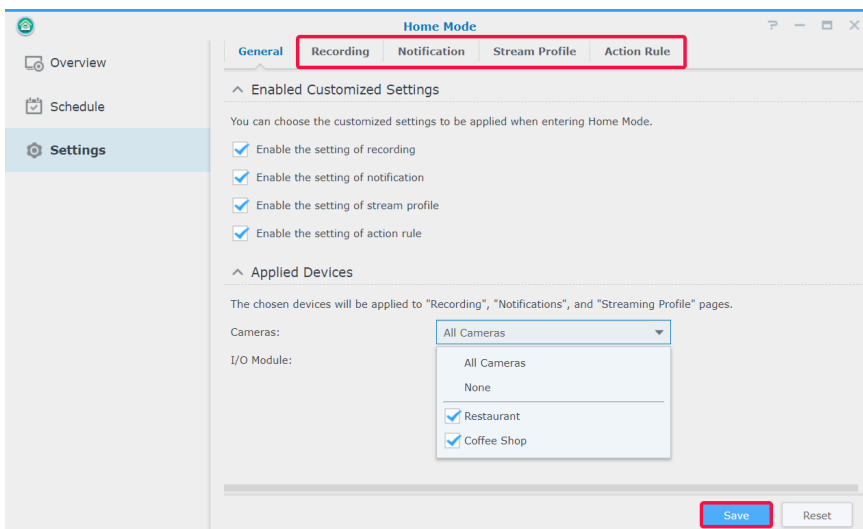 Home Mode
?
Overview
Schedule
Settings
General Recording Notification Stream Profile Action Rule
Enabled Customized Settings
You can choose the customized settings to be applied when entering Home Mode.
Enable the setting of recording
Enable the setting of notification
Enable the setting of stream profile
Enable the setting of action rule
Applied Devices
The chosen devices will be applied to "Recording", "Notifications", and "Streaming Profile" pages.
Cameras: All Cameras
I/O Module:
All Cameras
None
Restaurant
Coffee Shop
Save Reset